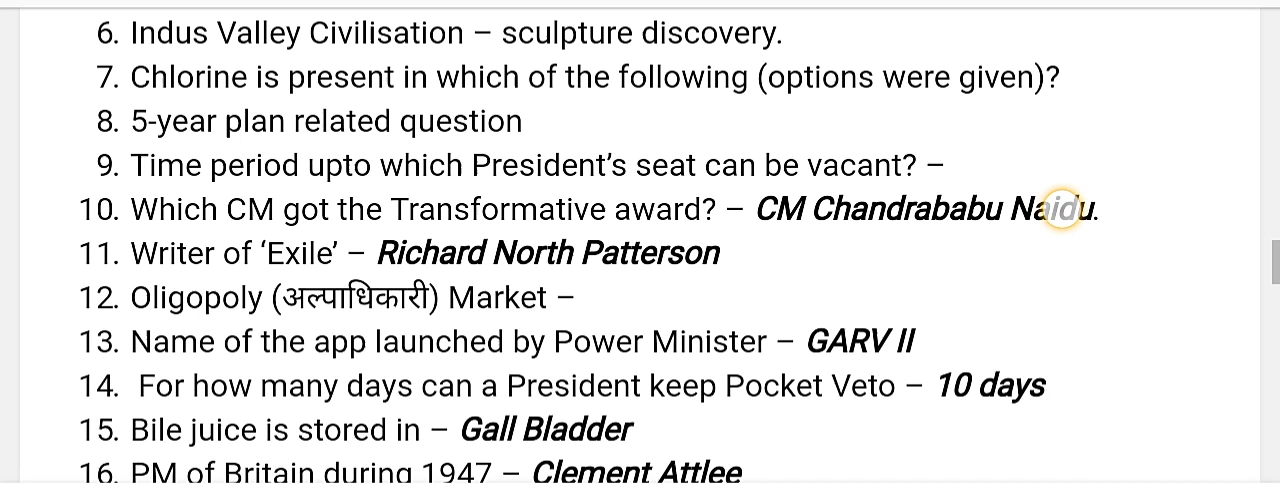 6. Indus Valley Civilisation – sculpture discovery.
7. Chlorine is present in which of the following (options were given)?
8. 5-year plan related question
9. Time period upto which President's seat can be vacant? –
10. Which CM got the Transformative award? – CM Chandrababu Naidu.
11. Writer of ‘Exile’ – Richard North Patterson
12. Oligopoly (अल्पाधिकारी) Market –
13. Name of the app launched by Power Minister – GARV II
14. For how many days can a President keep Pocket Veto – 10 days
15. Bile juice is stored in – Gall Bladder
16. PM of Britain during 1947 – Clement Attlee